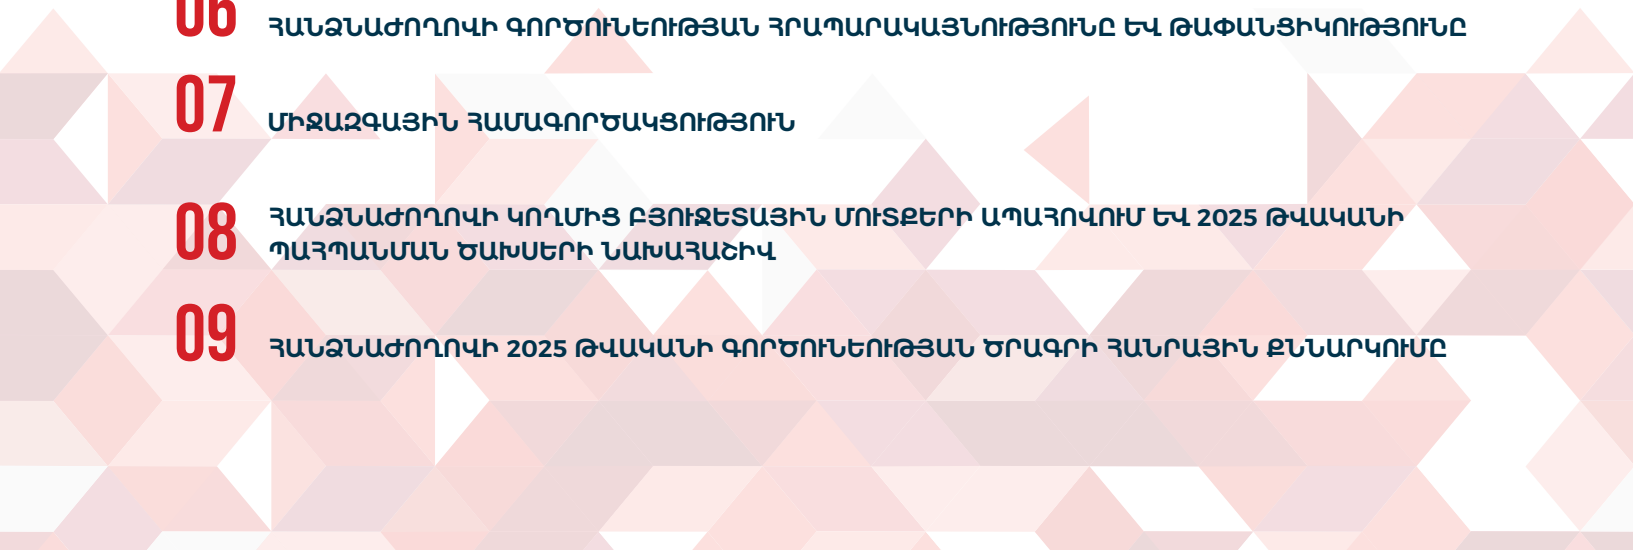 06 ՀԱՆՁՆԱԺՈՂՈՎԻ ԳՈՐԾՈՒՆԵՈՒԹՅԱՆ ՀՐԱՊԱՐԱԿԱՅՆՈՒԹՅՈՒՆԸ ԵՎ ԹԱՓԱՆՑԻԿՈՒԹՅՈՒՆԸ
07 ՄԻՋԱԶԳԱՅԻՆ ՀԱՄԱԳՈՐԾԱԿՑՈՒԹՅՈՒՆ
08 ՀԱՆՁՆԱԺՈՂՈՎԻ ԿՈՂՄԻՑ ԲՅՈՒՋԵՏԱՅԻՆ ՄՈՒՏՔԵՐԻ ԱՊԱՀՈՎՈՒՄ ԵՎ 2025 ԹՎԱԿԱՆԻ
ՊԱՀՊԱՆՄԱՆ ԾԱԽՍԵՐԻ ՆԱԽԱՀԱՇԻՎ
09 ՀԱՆՁՆԱԺՈՂՈՎԻ 2025 ԹՎԱԿԱՆԻ ԳՈՐԾՈՒՆԵՈՒԹՅԱՆ ԾՐԱԳՐԻ ՀԱՆՐԱՅԻՆ ՔՆՆԱՐԿՈՒՄԸ